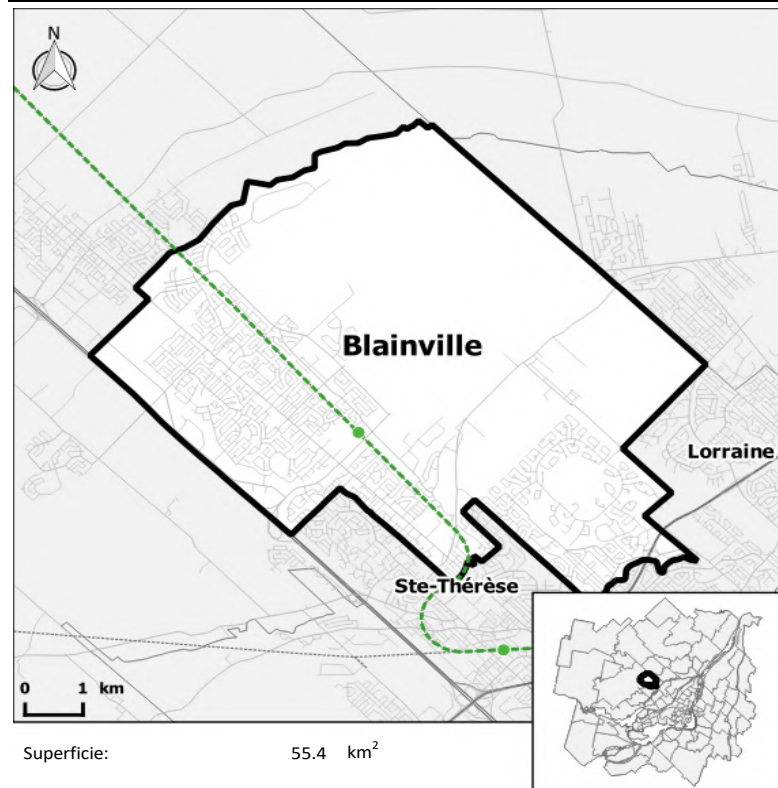 N
Blainville
Lorraine
Ste-Thérèse
0 1 km
Superficie: 55.4 km²